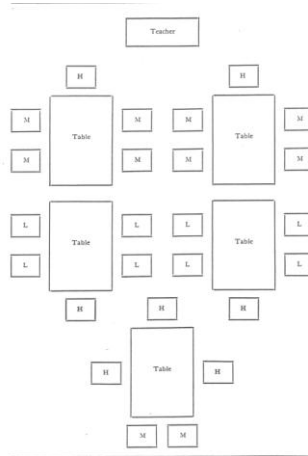 Teacher
H H
M M M M
Table Table
M M M M
L L L L
Table Table
L L L L
H H H
H Table H
M M